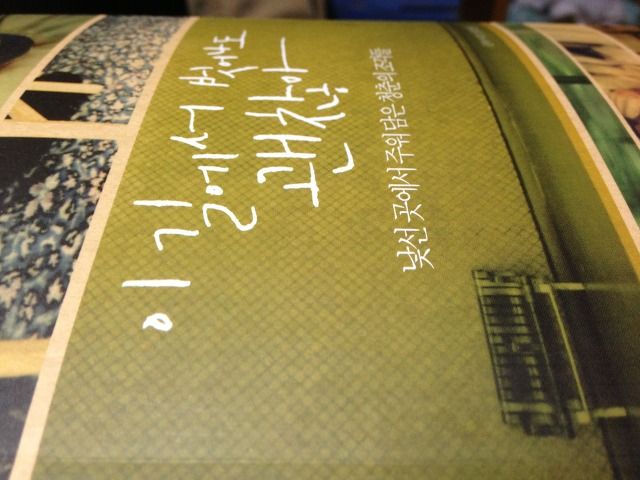 이 길에서 벗어나도
괜찮아
낯선 곳에서 주워 담은 청춘의 조각들